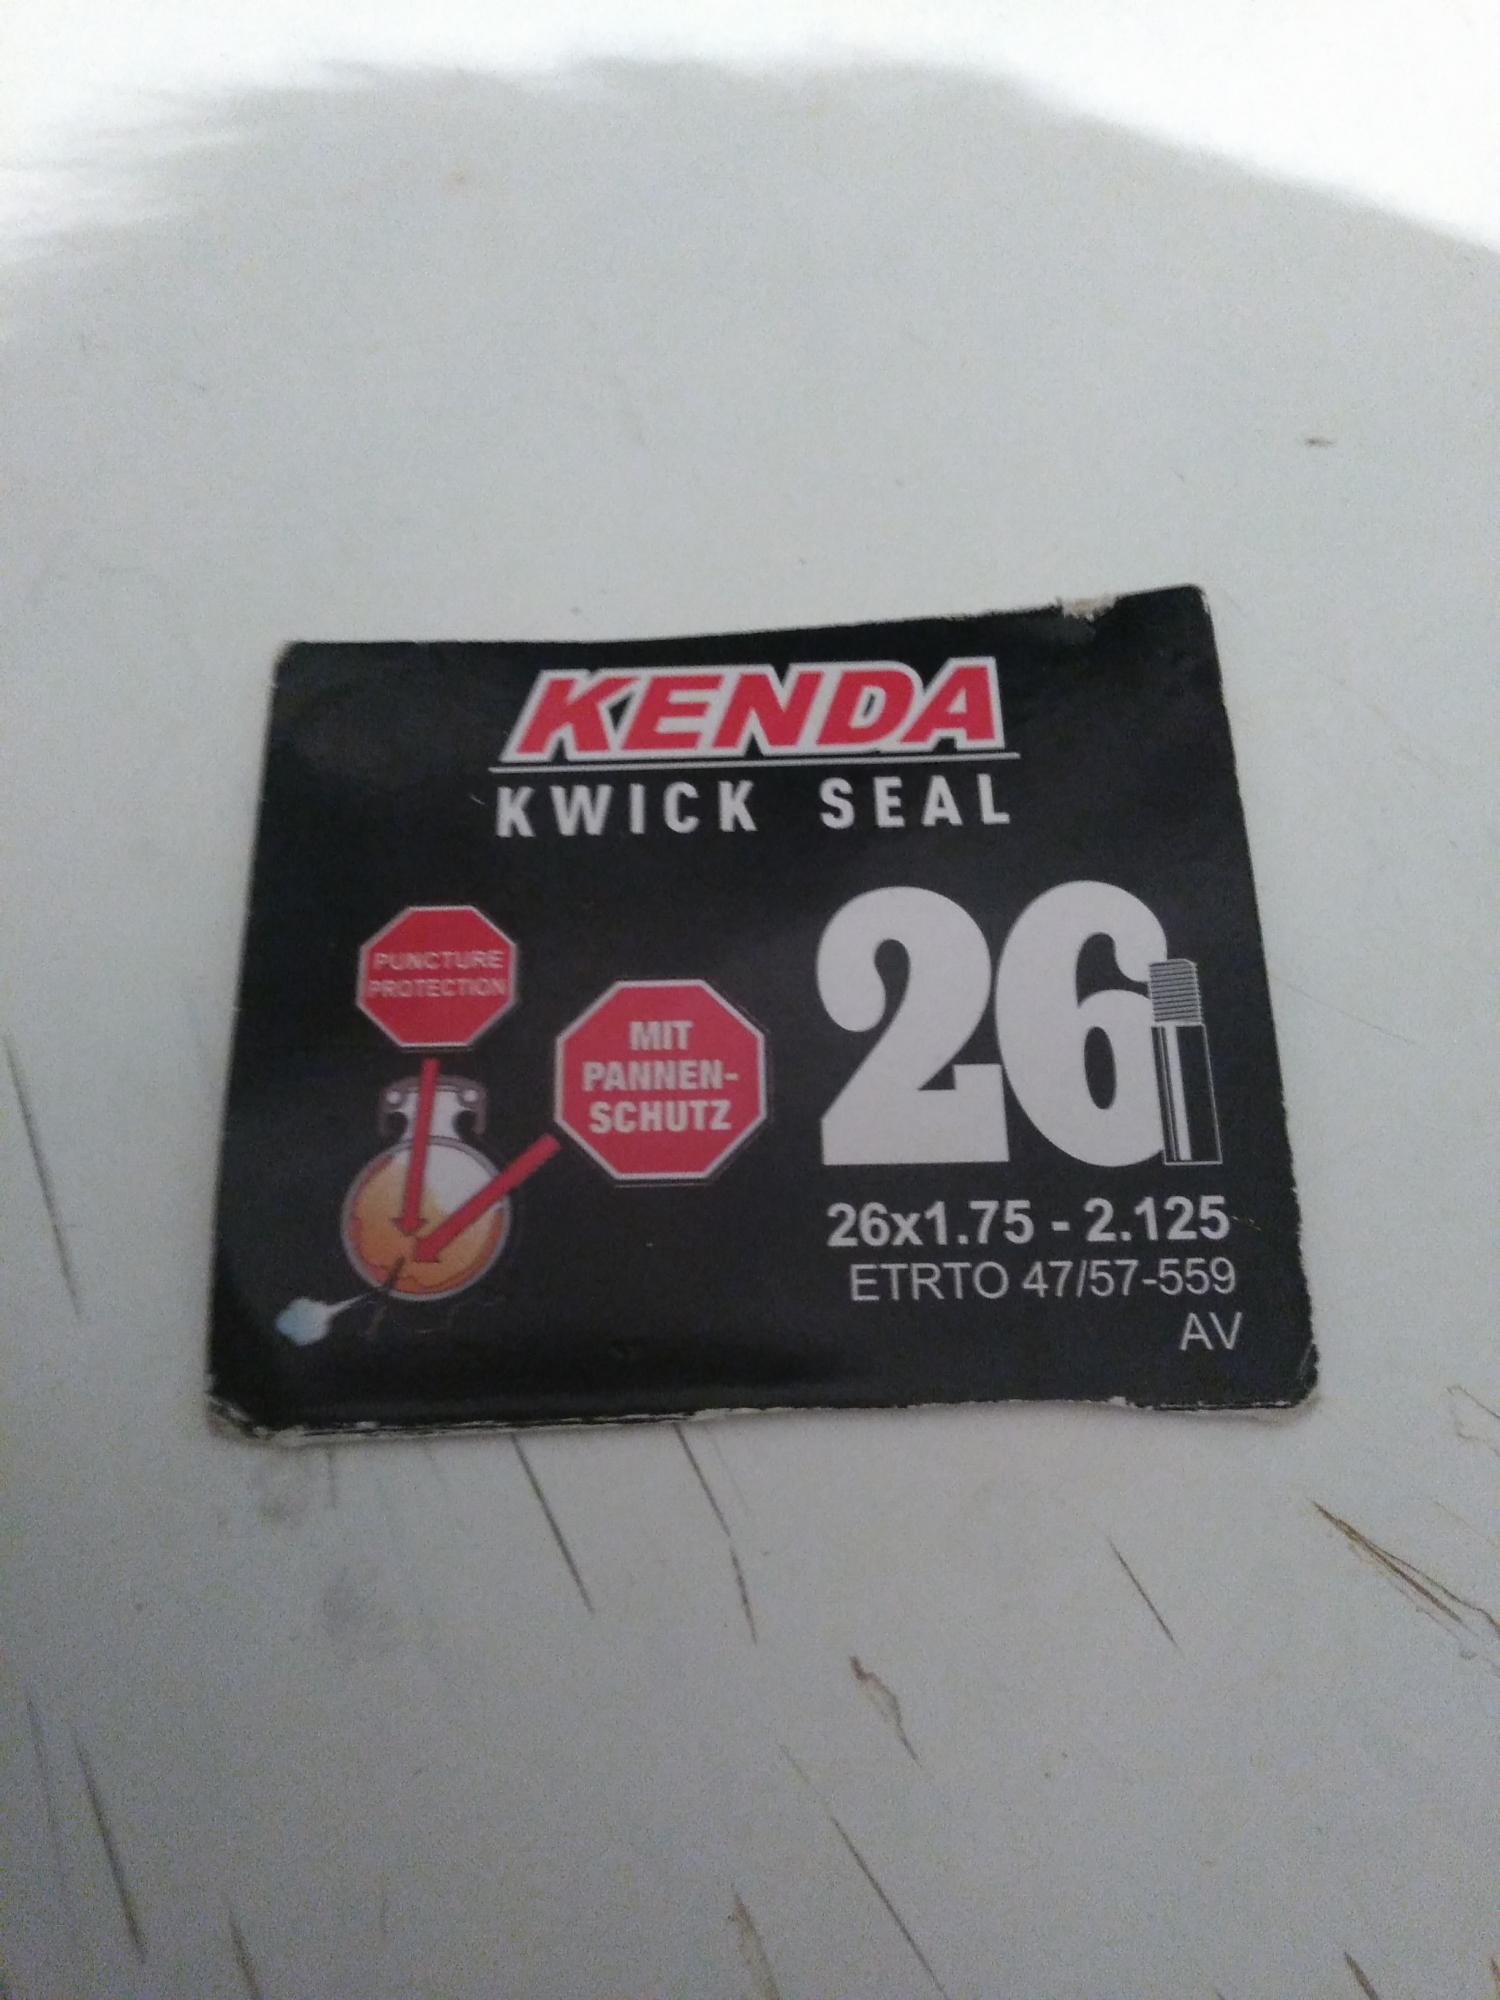 KENDA
KWICK SEAL
PUNCTURE
PROTECTION
MIT
PANNEN-
SCHUTZ
26
26x1.75 - 2.125
ETRTO 47/57-559
AV